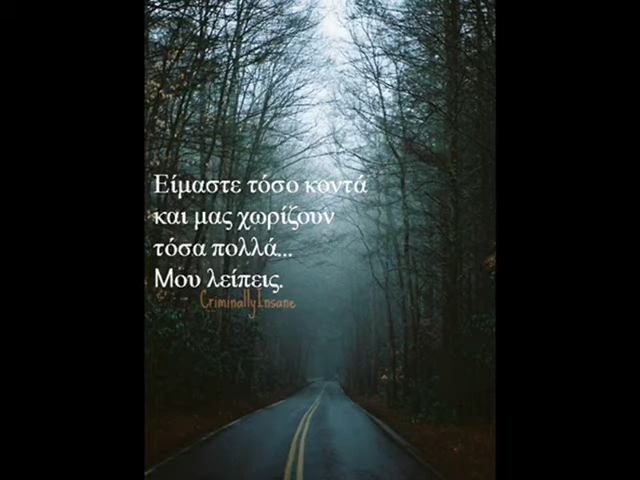 Είμαστε τόσο κοντά
και μας χωρίζουν
τόσα πολλά...
Μου λείπεις.
CriminallyInsane